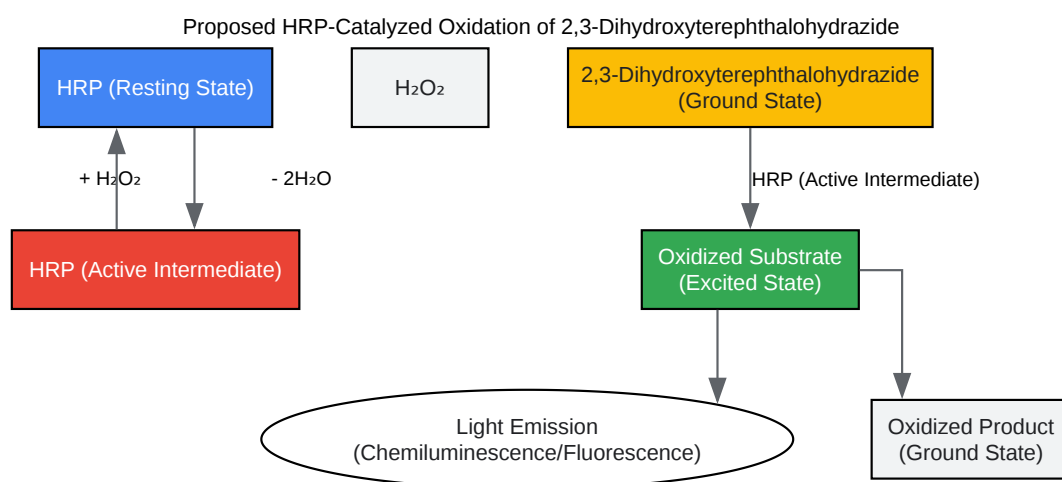 Proposed HRP-Catalyzed Oxidation of 2,3-Dihydroxyterephthalohydrazide
HRP (Resting State)
H₂O₂
2,3-Dihydroxyterephthalohydrazide
(Ground State)
+ H₂O₂
- 2H₂O
HRP (Active Intermediate)
HRP (Active Intermediate)
Oxidized Substrate
(Excited State)
Light Emission
(Chemiluminescence/Fluorescence)
Oxidized Product
(Ground State)